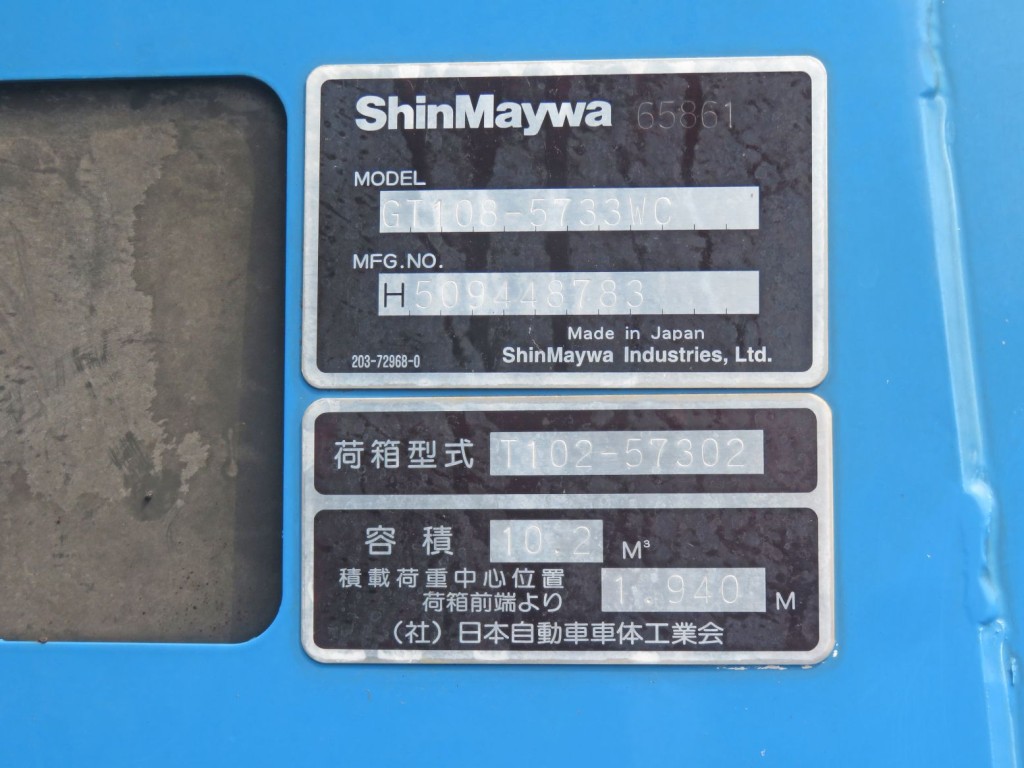 ShinMaywa 65861
MODEL
GT108-5733WC
MFG.NO.
H509448783
Made in Japan
203-72968-0 ShinMaywa Industries, Ltd.
荷箱型式 T102-57302
容積 10.2 M³
積載荷重中心位置
荷箱前端より 1.940 M
(社)日本自動車車体工業会